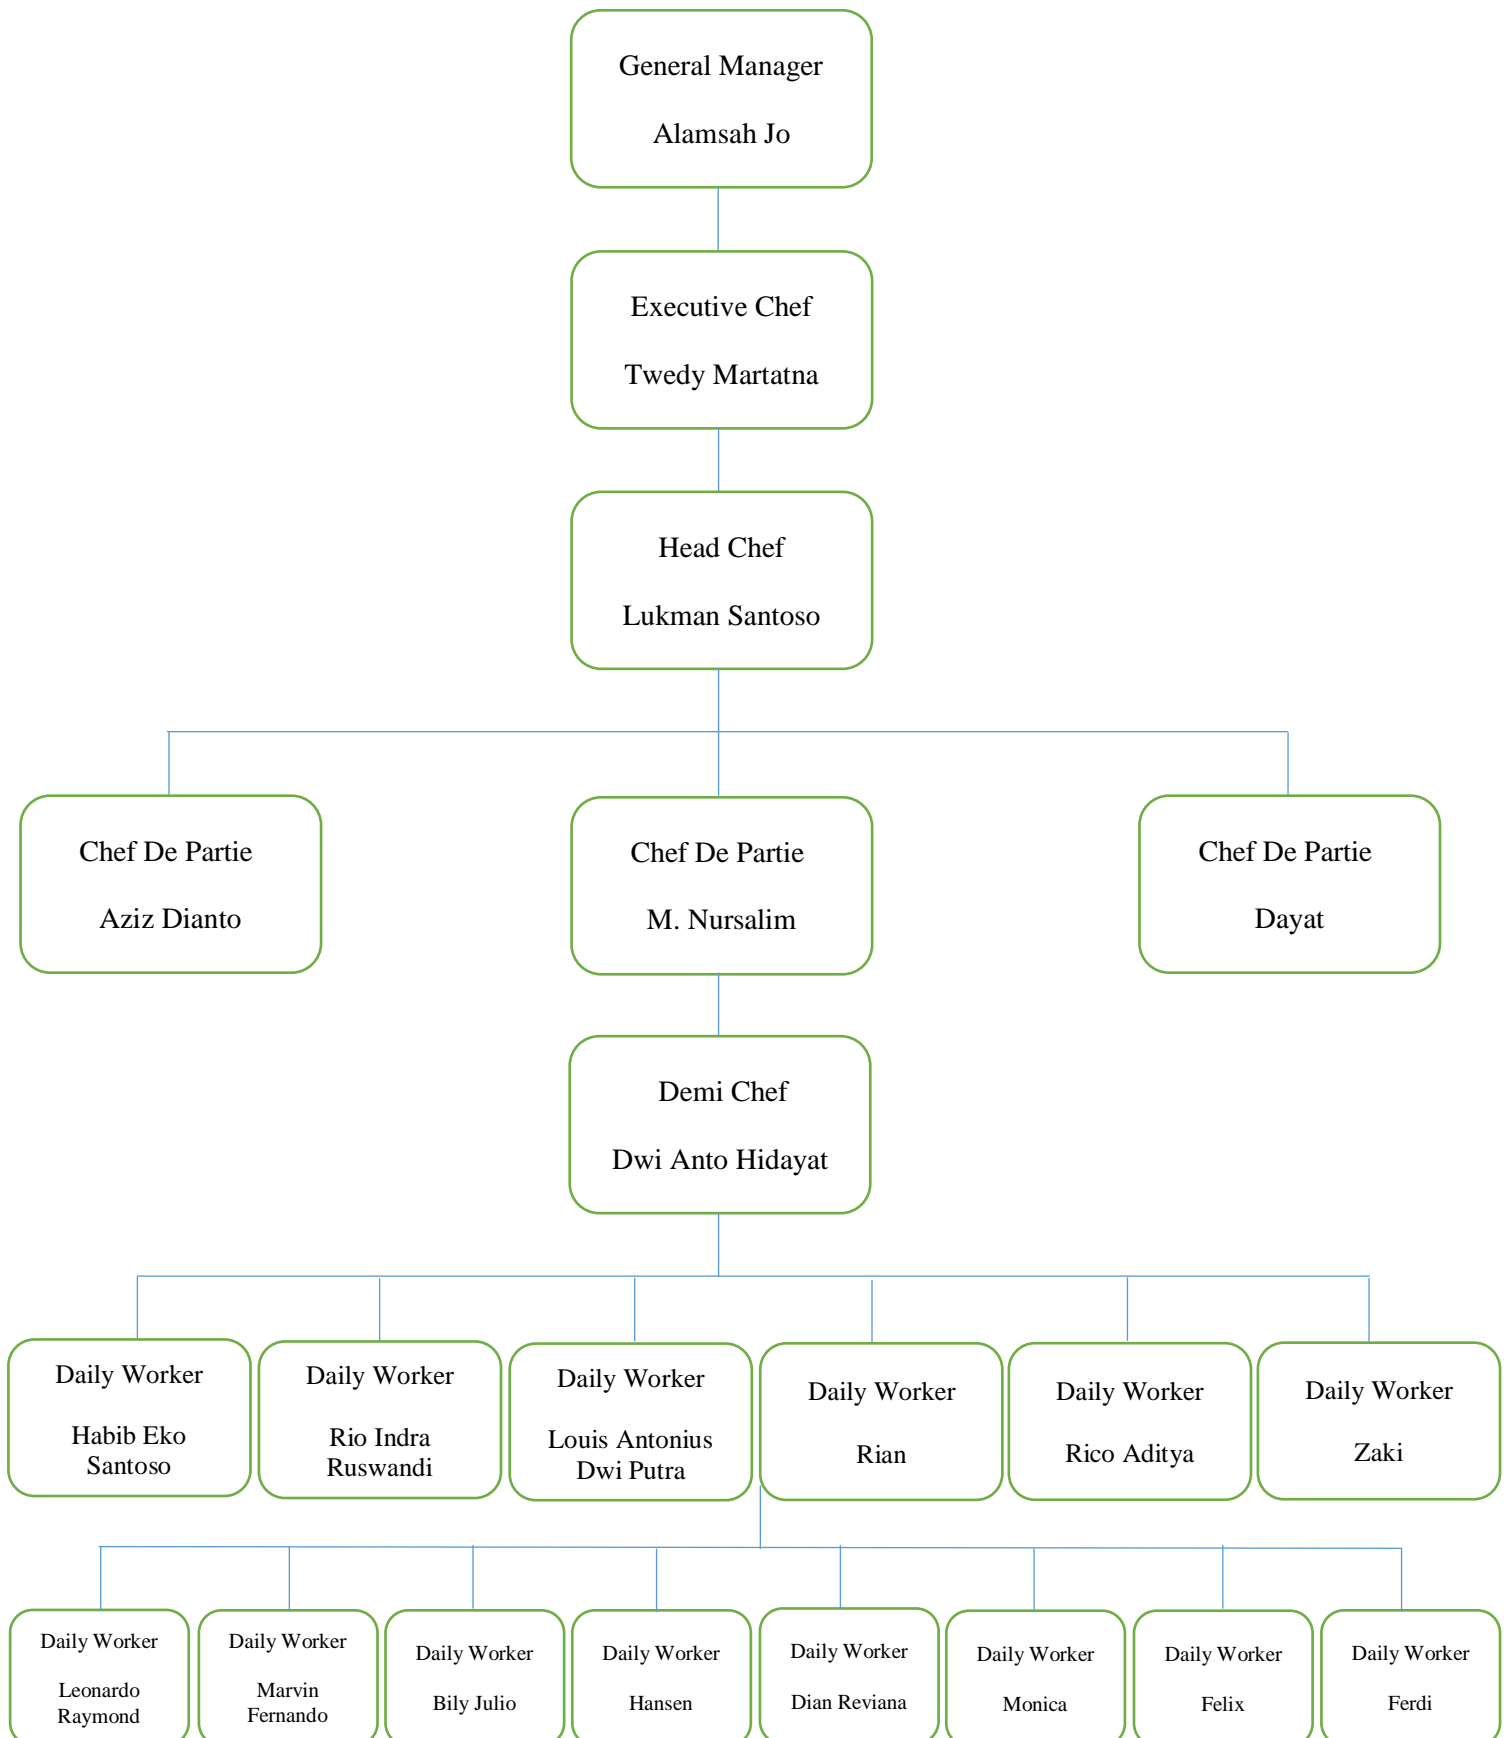 General Manager
Alamsah Jo
Executive Chef
Twedy Martatna
Head Chef
Lukman Santoso
Chef De Partie
Aziz Dianto
Chef De Partie
M. Nursalim
Chef De Partie
Dayat
Demi Chef
Dwi Anto Hidayat
Daily Worker
Habib Eko
Santoso
Daily Worker
Rio Indra
Ruswandi
Daily Worker
Louis Antonius
Dwi Putra
Daily Worker
Rian
Daily Worker
Rico Aditya
Daily Worker
Zaki
Daily Worker
Leonardo
Raymond
Daily Worker
Marvin
Fernando
Daily Worker
Bily Julio
Daily Worker
Hansen
Daily Worker
Dian Reviana
Daily Worker
Monica
Daily Worker
Felix
Daily Worker
Ferdi